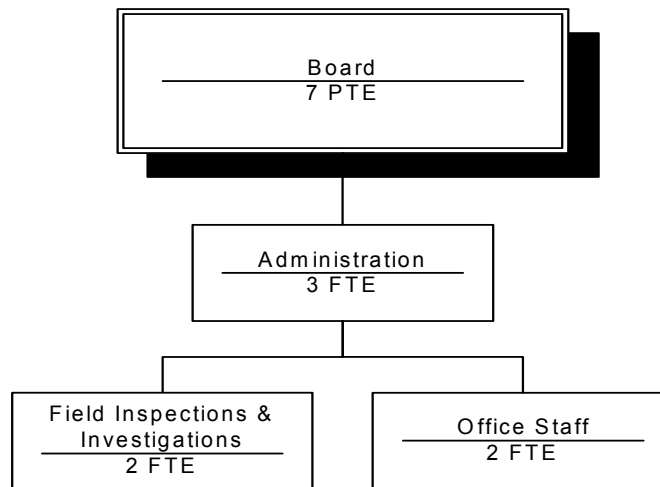 Board
7 PTE
Administration
3 FTE
Field Inspections &
Investigations
2 FTE
Office Staff
2 FTE